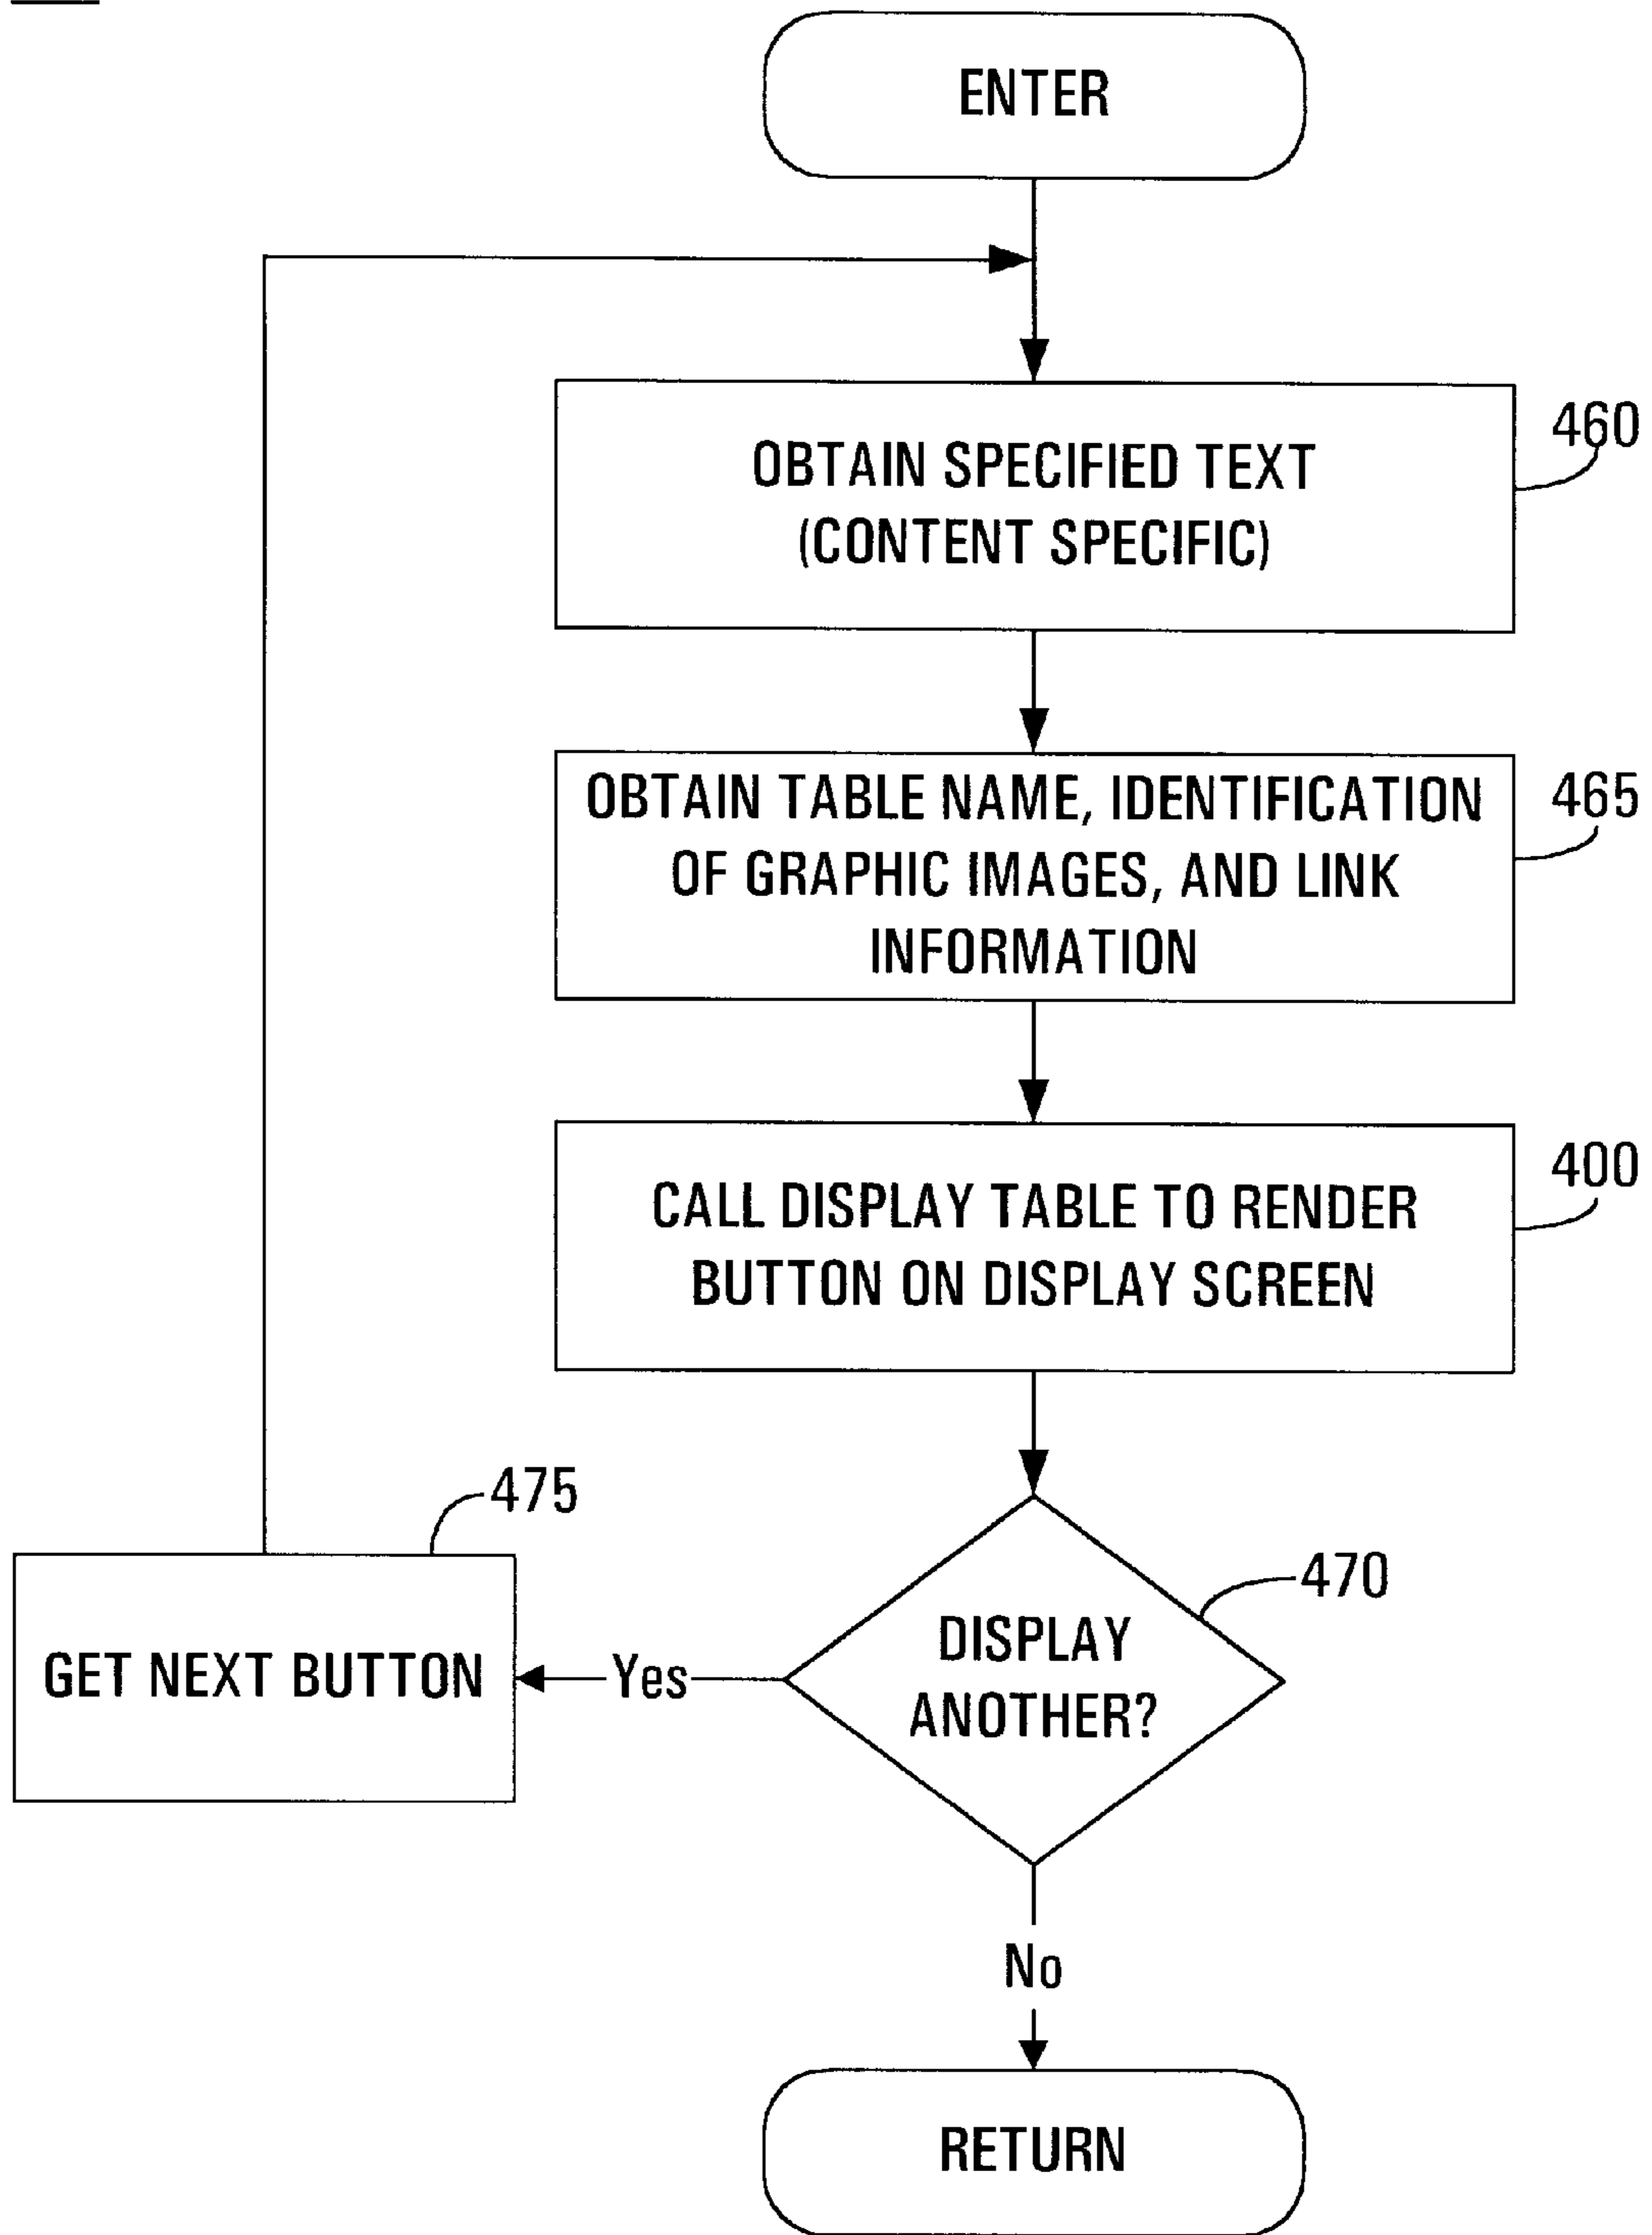 ENTER
OBTAIN SPECIFIED TEXT
(CONTENT SPECIFIC)
460
OBTAIN TABLE NAME, IDENTIFICATION
OF GRAPHIC IMAGES, AND LINK
INFORMATION
465
CALL DISPLAY TABLE TO RENDER
BUTTON ON DISPLAY SCREEN
400
DISPLAY
ANOTHER?
470
Yes
GET NEXT BUTTON
475
No
RETURN